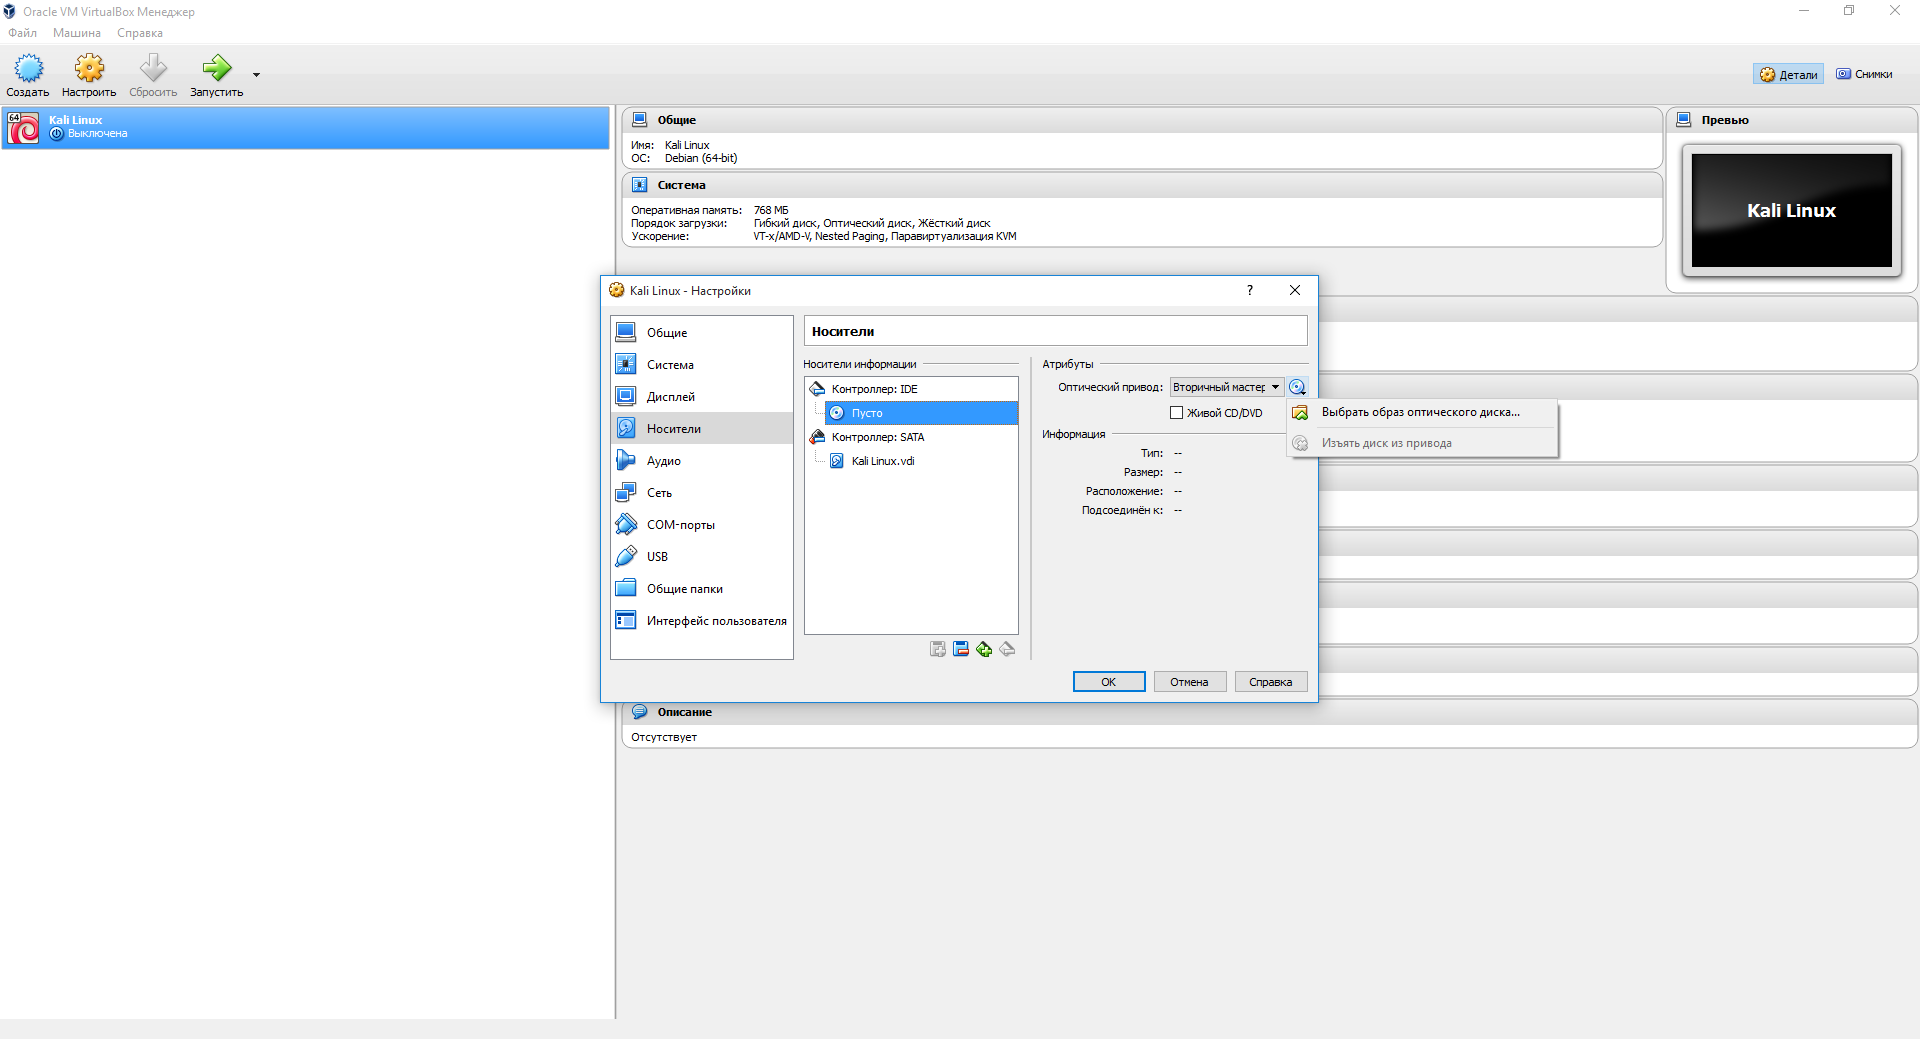 Oracle VM VirtualBox Менеджер
Файл Машина Справка
Создать Настроить Сбросить Запустить
Детали Снимки
64
Kali Linux
Выключена
Общие
Имя: Kali Linux
ОС: Debian (64-bit)
Система
Оперативная память: 768 МБ
Порядок загрузки: Гибкий диск, Оптический диск, Жёсткий диск
Ускорение: VT-x/AMD-V, Nested Paging, Паравиртуализация KVM
Превью
Kali Linux
Kali Linux - Настройки
?
Общие
Система
Дисплей
Носители
Аудио
Сеть
COM-порты
USB
Общие папки
Интерфейс пользователя
Носители
Носители информации
Контроллер: IDE
Пусто
Контроллер: SATA
Kali Linux.vdi
Атрибуты
Оптический привод: Вторичный мастер
Живой CD/DVD
Выбрать образ оптического диска...
Изъять диск из привода
Информация
Тип: --
Размер: --
Расположение: --
Подсоединён к: --
OK Отмена Справка
Описание
Отсутствует